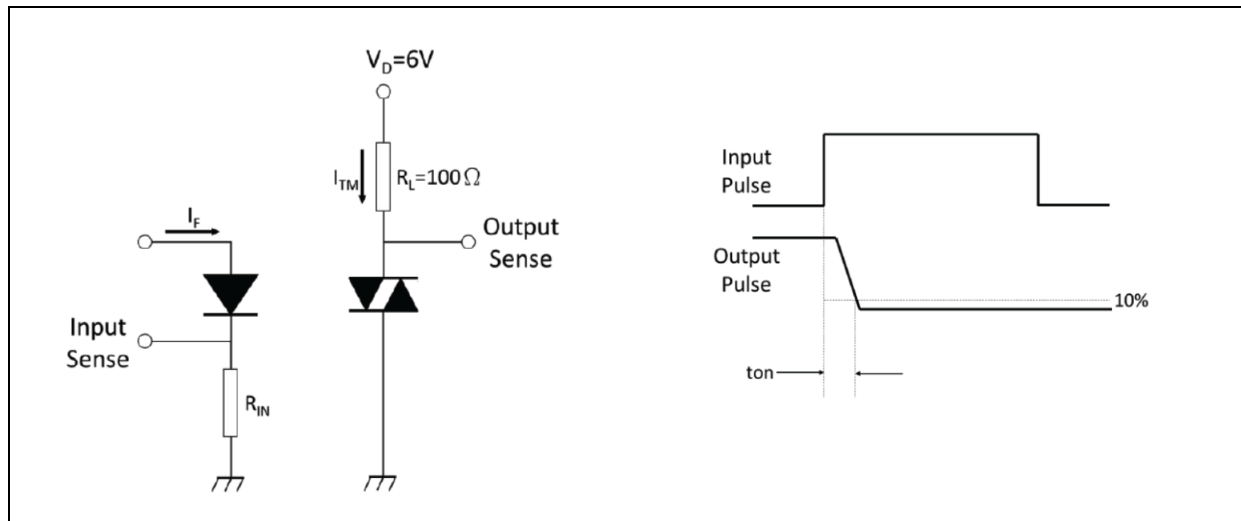 V_D=6V
I_TM
R_L=100Ω
I_F
Output
Sense
Input
Sense
R_IN
Input
Pulse
Output
Pulse
10%
ton